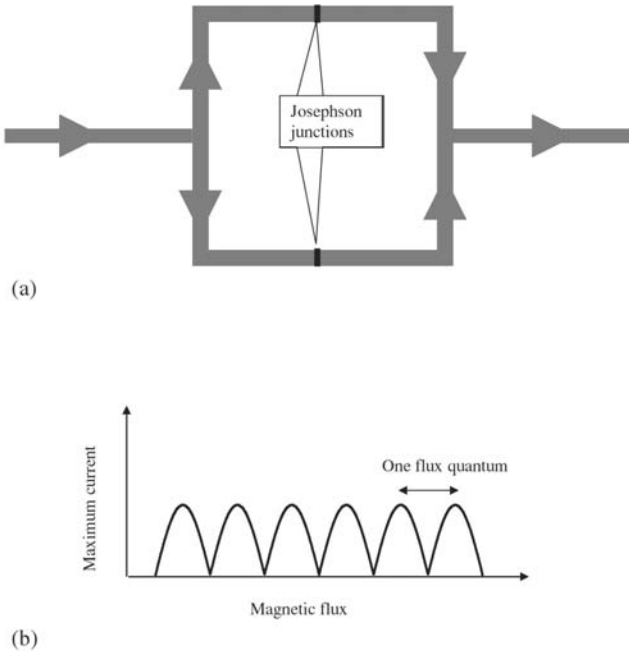 Josephson
junctions
(a)
One flux quantum
Maximum current
Magnetic flux
(b)